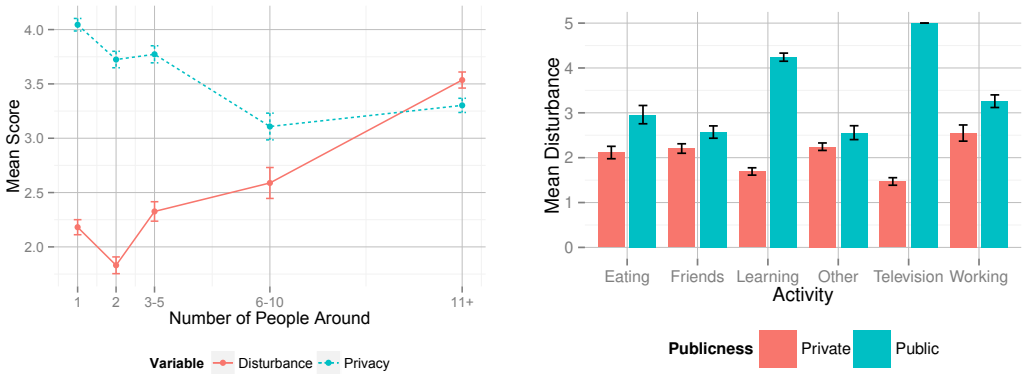 4.0
3.5
3.0
2.5
2.0
Mean Score
1 2 3-5 6-10 11+
Number of People Around
Variable Disturbance Privacy
5
4
3
2
1
0
Mean Disturbance
Eating Friends Learning Other Television Working
Activity
Publicness Private Public